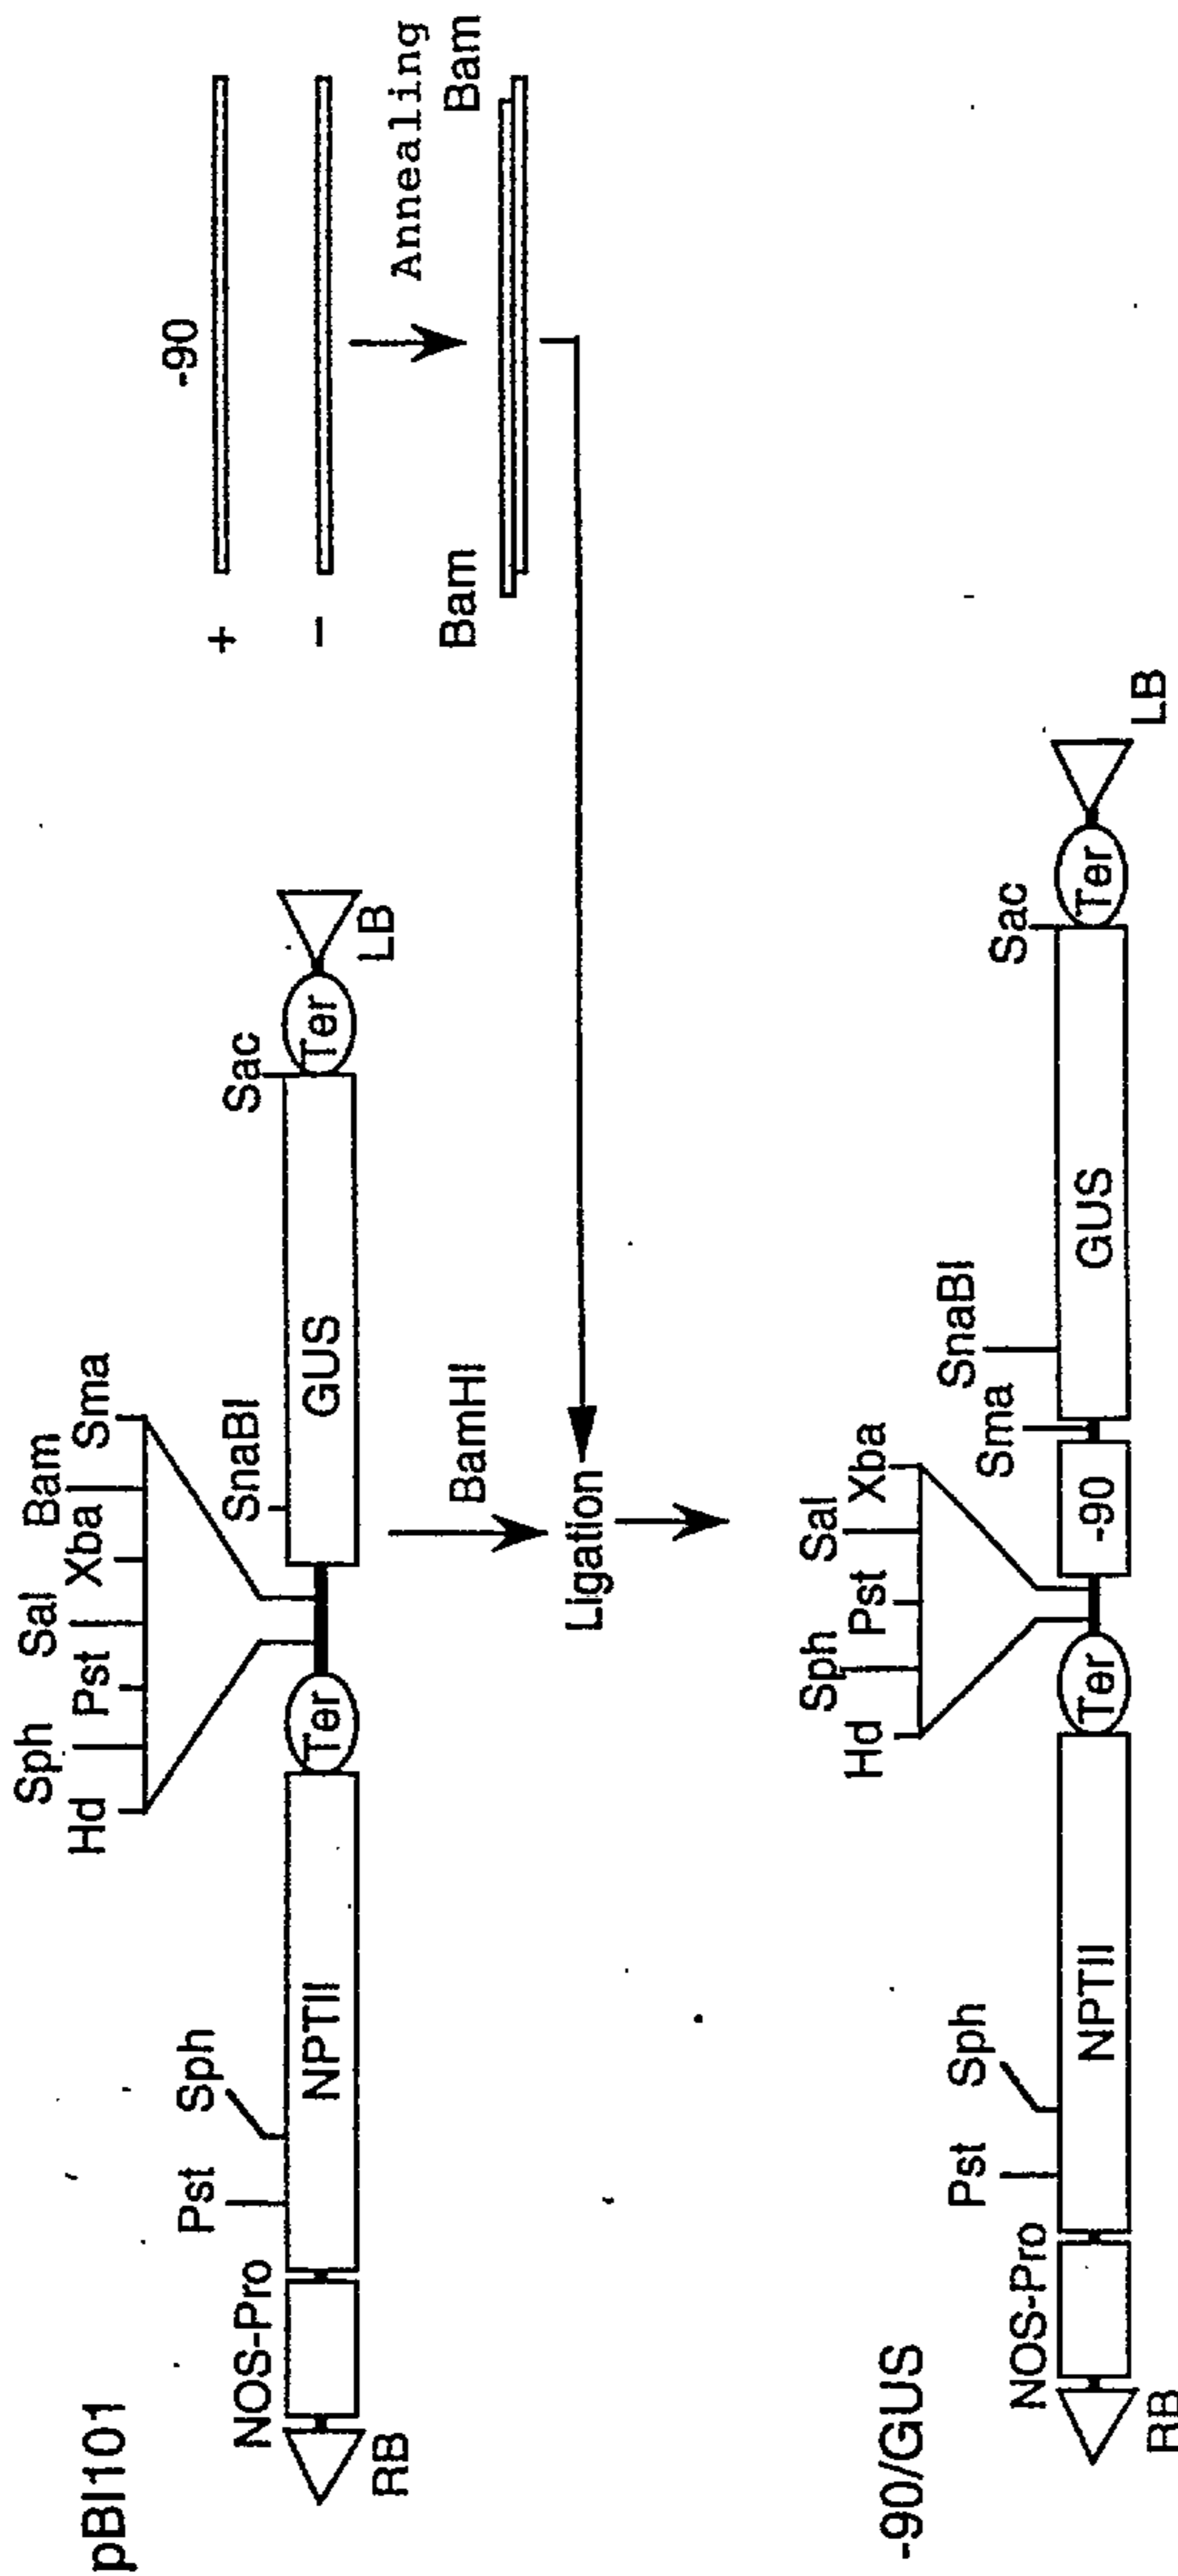 pBI101
Sph
Sal
Bam
Hd
Pst
Xba
Sma
Pst
Sph
SnaBI
Sac
NOS-Pro
NPTII
Ter
GUS
Ter
RB
LB
-90
+
−
Annealing
Bam
Bam
BamHI
Ligation
-90/GUS
Sph
Sal
Hd
Pst
Xba
Pst
Sph
Sma
SnaBI
Sac
NOS-Pro
NPTII
Ter
-90
GUS
Ter
RB
LB